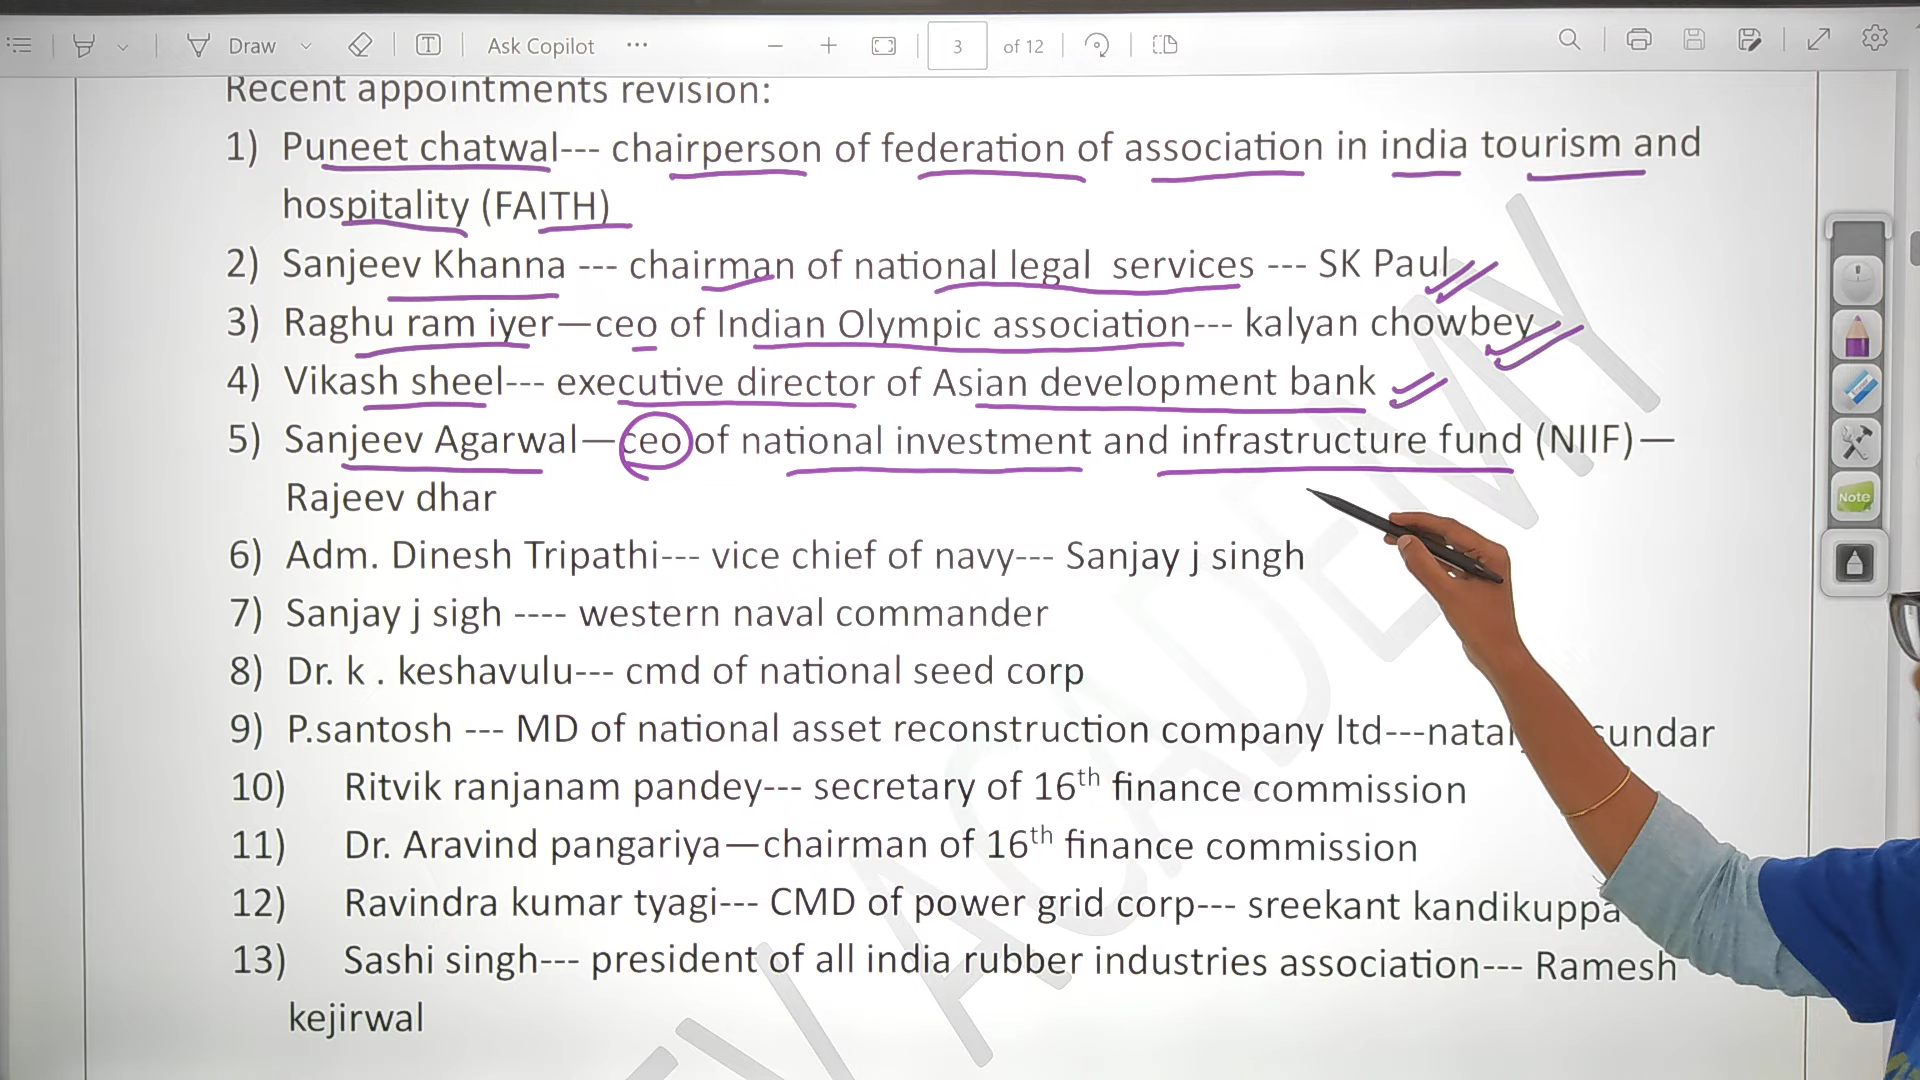 Draw
Ask Copilot
3 of 12
Recent appointments revision:
1) Puneet chatwal--- chairperson of federation of association in india tourism and
hospitality (FAITH)
2) Sanjeev Khanna --- chairman of national legal services --- SK Paul
3) Raghu ram iyer—ceo of Indian Olympic association--- kalyan chowbey
4) Vikash sheel--- executive director of Asian development bank
5) Sanjeev Agarwal—ceo of national investment and infrastructure fund (NIIF)—
Rajeev dhar
Note
6) Adm. Dinesh Tripathi--- vice chief of navy--- Sanjay j singh
7) Sanjay j sigh ---- western naval commander
8) Dr. k . keshavulu--- cmd of national seed corp
9) P.santosh --- MD of national asset reconstruction company ltd--- sundar
10) Ritvik ranjanam pandey--- secretary of 16th finance commission
11) Dr. Aravind pangariya—chairman of 16th finance commission
12) Ravindra kumar tyagi--- CMD of power grid corp--- sreekant
13) Sashi singh--- president of all india rubber industries association--- Ramesh
kejirwal
ACADEMY